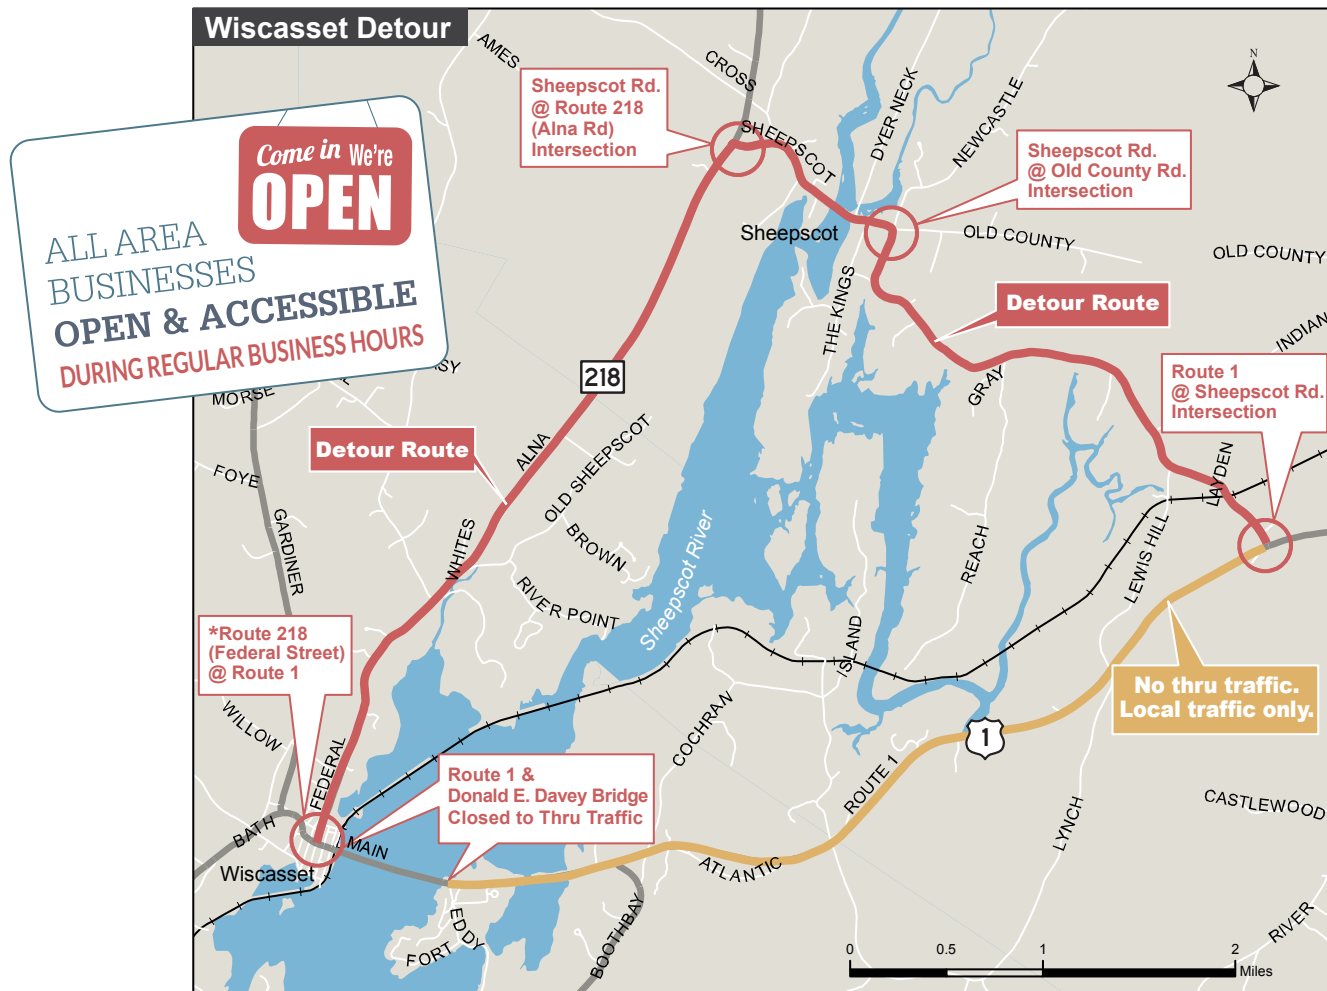 Wiscasset Detour
Come in We're
OPEN
ALL AREA
BUSINESSES
OPEN & ACCESSIBLE
DURING REGULAR BUSINESS HOURS
AMES
CROSS
Sheepscot Rd.
@ Route 218
(Alna Rd)
Intersection
SHEEPSCOT
DYER NECK
NEWCASTLE
N
Sheepscot Rd.
@ Old County Rd.
Intersection
Sheepscot
OLD COUNTY
OLD COUNTY
THE KINGS
Detour Route
INDIAN
GRAY
Route 1
@ Sheepscot Rd.
Intersection
218
MORSE
FOYE
GARDINER
Detour Route
ALNA
OLD SHEEPSCOT
WHITES
BROWN
RIVER POINT
Sheepscot River
LAYDEN
LEWIS HILL
REACH
ISLAND
*Route 218
(Federal Street)
@ Route 1
WILLOW
FEDERAL
COCHRAN
No thru traffic.
Local traffic only.
1
ROUTE 1
Route 1 &
Donald E. Davey Bridge
Closed to Thru Traffic
BATH
MAIN
Wiscasset
ATLANTIC
LYNCH
CASTLEWOOD
EDDY
FORT
BOOTHBAY
RIVER
0 0.5 1 2
Miles